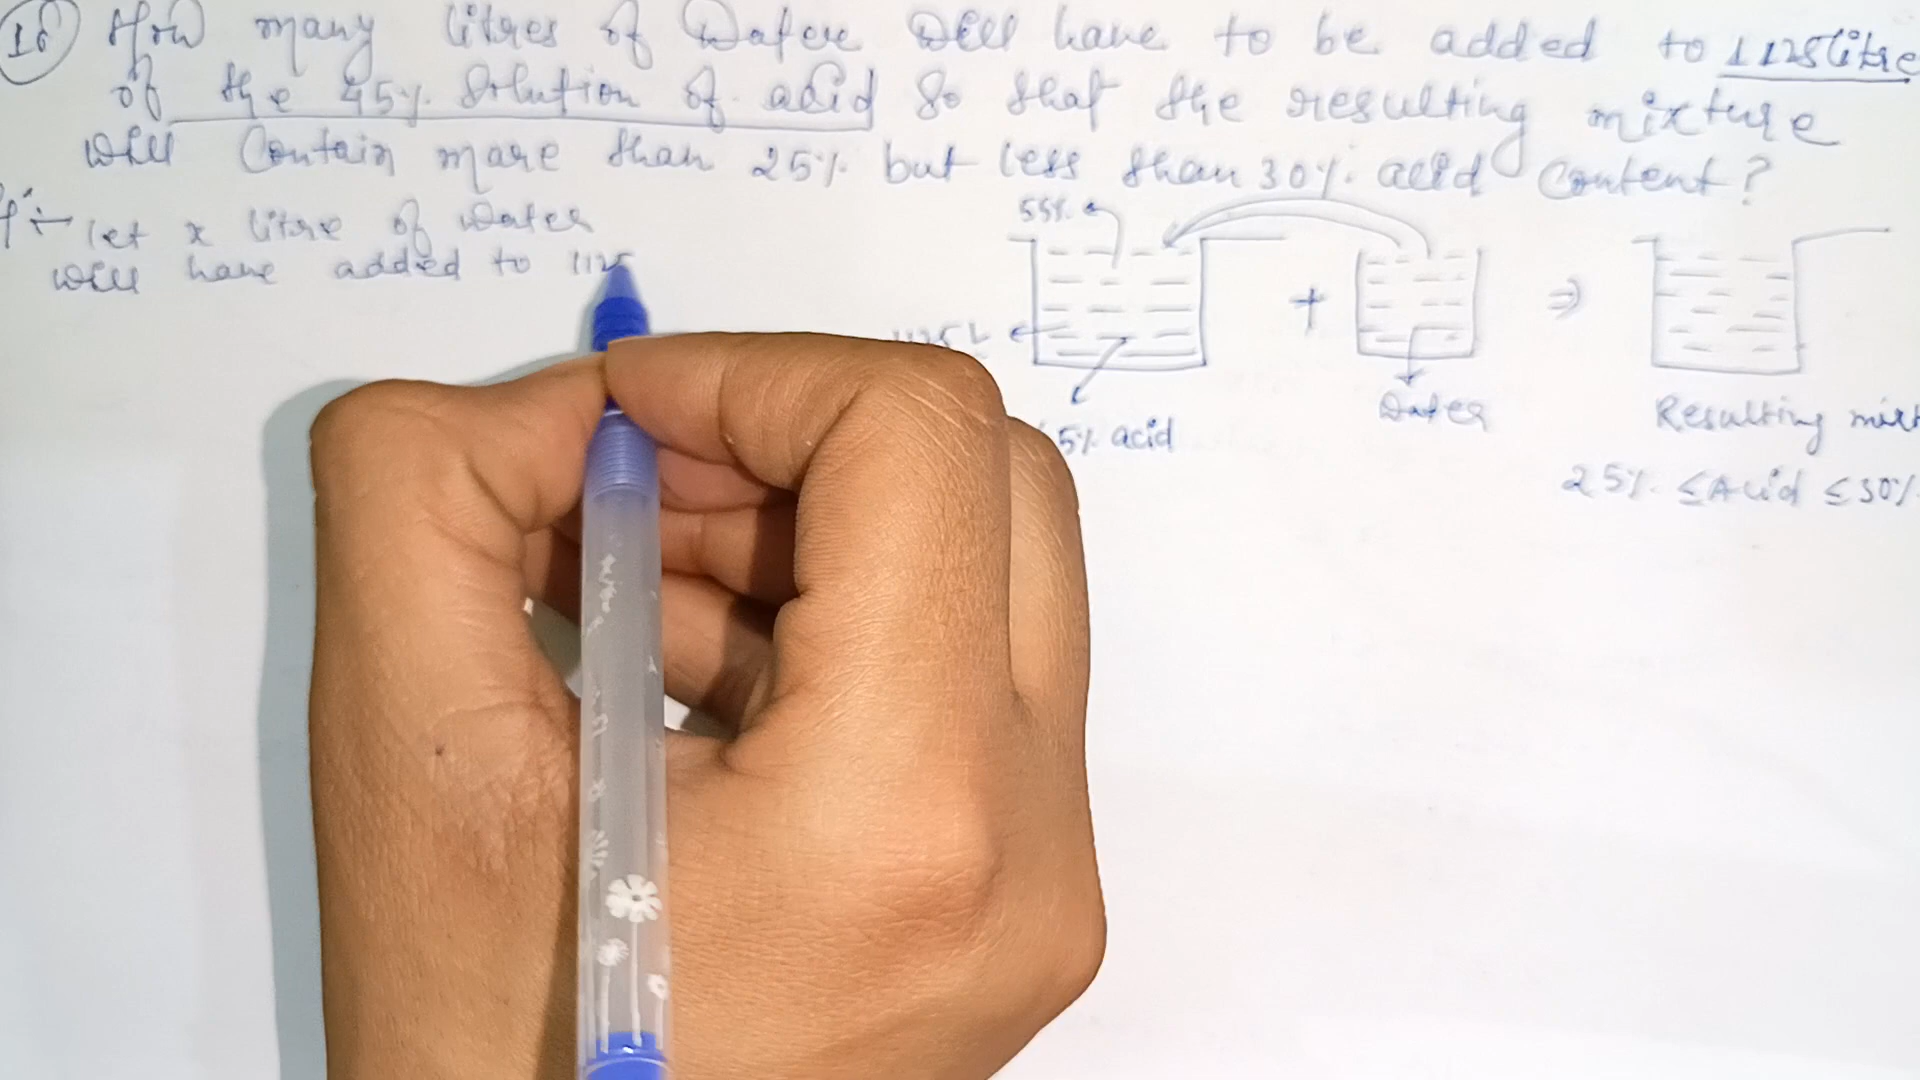 16 How many litres of water will have to be added to 1125 litre
of the 45% solution of acid so that the resulting mixture
will contain more than 25% but less than 30% acid content?
let x litre of water
will have added to 1125
55%
+ ⇒
1125 L
5% acid
water
Resulting mixt
25% ≤ Acid ≤ 30%